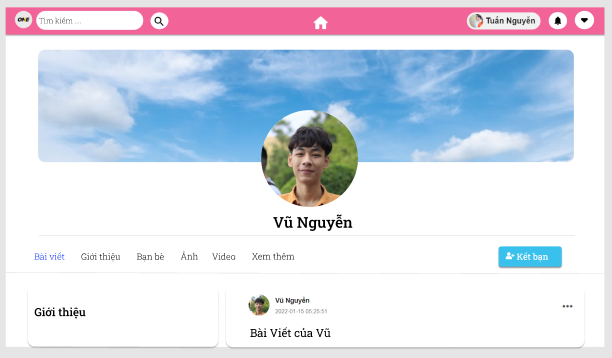 ONE
Tìm kiếm ...
Tuấn Nguyễn
Vũ Nguyễn
Bài viết
Giới thiệu
Bạn bè
Ảnh
Video
Xem thêm
Kết bạn
Giới thiệu
Vũ Nguyễn
2022-01-15 05:25:51
Bài Viết của Vũ